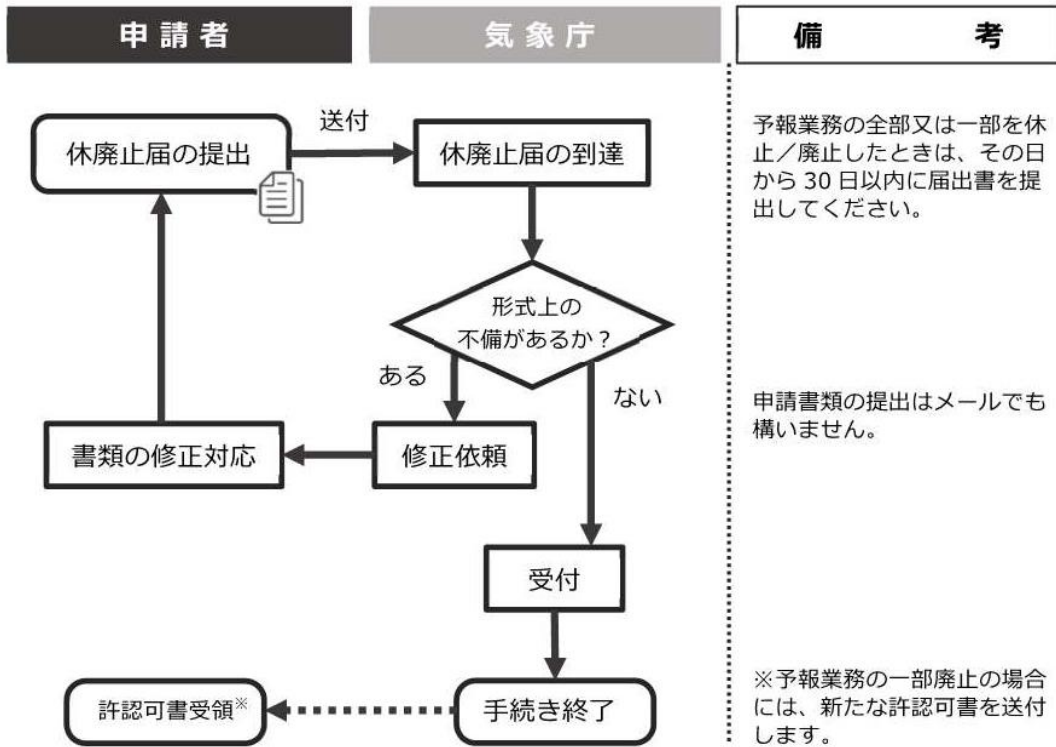 申請者
気象庁
備考
休廃止届の提出
送付
休廃止届の到達
予報業務の全部又は一部を休
止／廃止したときは、その日
から 30 日以内に届出書を提
出してください。
形式上の
不備があるか？
ある
ない
申請書類の提出はメールでも
構いません。
書類の修正対応
修正依頼
受付
許認可書受領※
手続き終了
※予報業務の一部廃止の場合
には、新たな許認可書を送付
します。